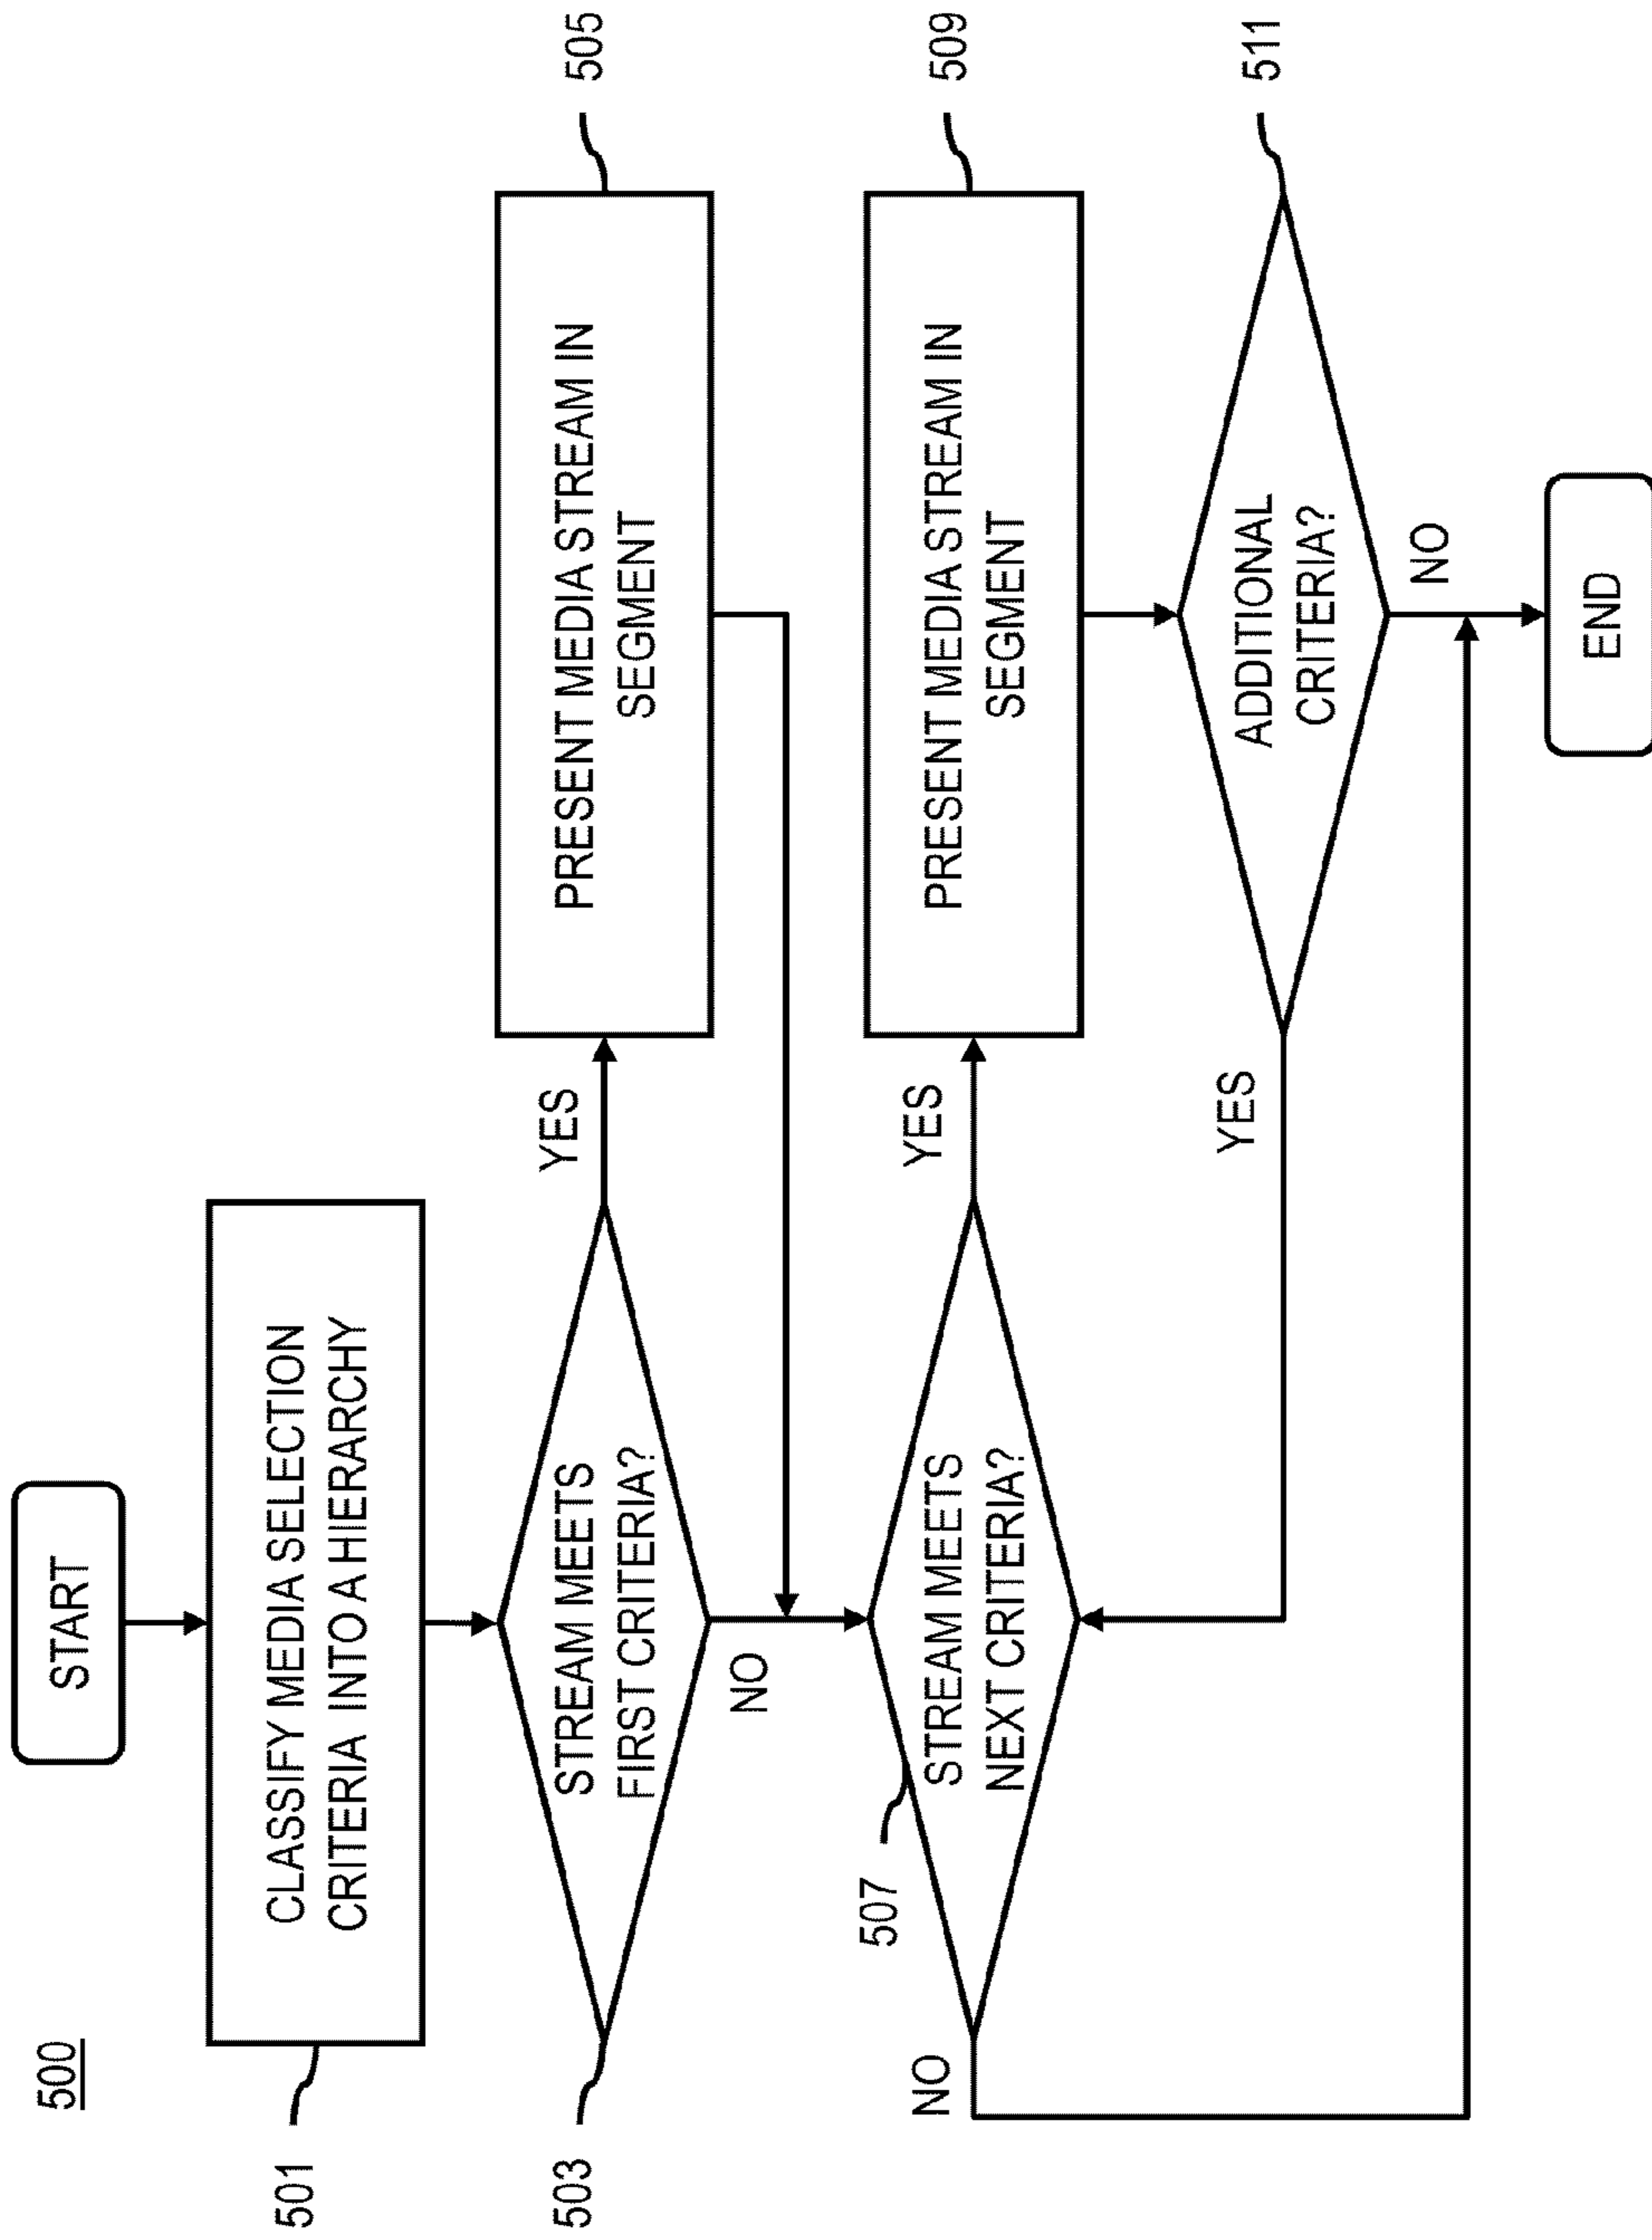 500
START
501
CLASSIFY MEDIA SELECTION
CRITERIA INTO A HIERARCHY
503
STREAM MEETS
FIRST CRITERIA?
YES
PRESENT MEDIA STREAM IN
SEGMENT
505
NO
507
STREAM MEETS
NEXT CRITERIA?
YES
PRESENT MEDIA STREAM IN
SEGMENT
509
NO
YES
ADDITIONAL
CRITERIA?
511
NO
END